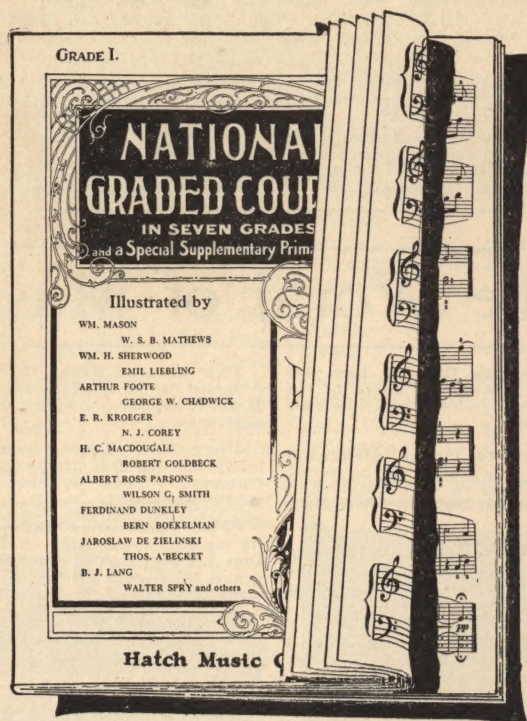 GRADE I.
NATIONAL
GRADED COUR
IN SEVEN GRADES
and a Special Supplementary Prim
Illustrated by
WM. MASON
W. S. B. MATHEWS
WM. H. SHERWOOD
EMIL LIEBLING
ARTHUR FOOTE
GEORGE W. CHADWICK
E. R. KROEGER
N. J. COREY
H. C. MACDOUGALL
ROBERT GOLDBECK
ALBERT ROSS PARSONS
WILSON G. SMITH
FERDINAND DUNKLEY
BERN BOEKELMAN
JAROSLAW DE ZIELINSKI
THOS. A'BECKET
B. J. LANG
WALTER SPRY and others
Hatch Music
pp